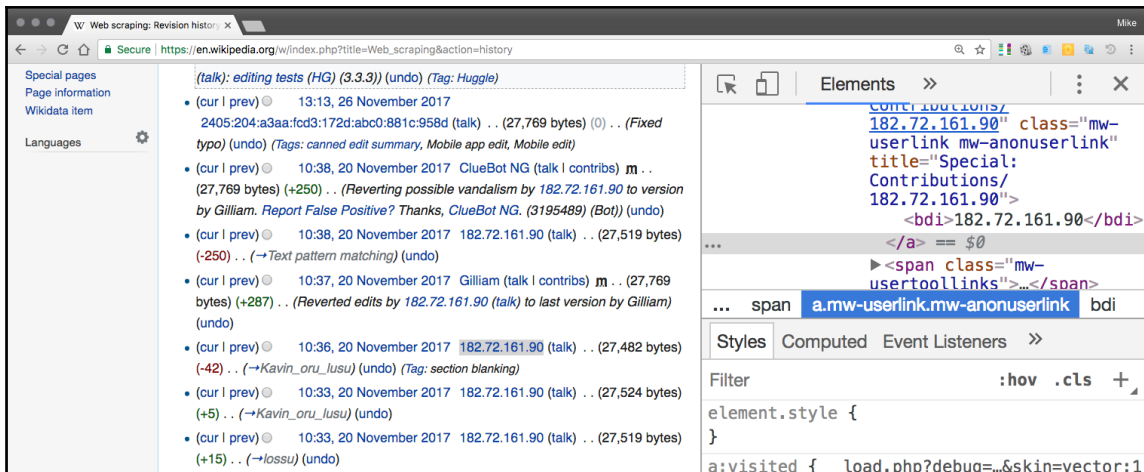 Web scraping: Revision history
Mike
Secure | https://en.wikipedia.org/w/index.php?title=Web_scraping&action=history
Special pages
Page information
Wikidata item
Languages
(talk): editing tests (HG) (3.3.3)) (undo) (Tag: Huggle)
(cur | prev) 13:13, 26 November 2017
2405:204:a3aa:fcd3:172d:abc0:881c:958d (talk) . . (27,769 bytes) (0) . . (Fixed
typo) (undo) (Tags: canned edit summary, Mobile app edit, Mobile edit)
(cur | prev) 10:38, 20 November 2017 ClueBot NG (talk | contribs) m . .
(27,769 bytes) (+250) . . (Reverting possible vandalism by 182.72.161.90 to version
by Gilliam. Report False Positive? Thanks, ClueBot NG. (3195489) (Bot)) (undo)
(cur | prev) 10:38, 20 November 2017 182.72.161.90 (talk) . . (27,519 bytes)
(-250) . . (→Text pattern matching) (undo)
(cur | prev) 10:37, 20 November 2017 Gilliam (talk | contribs) m . . (27,769
bytes) (+287) . . (Reverted edits by 182.72.161.90 (talk) to last version by Gilliam)
(undo)
(cur | prev) 10:36, 20 November 2017 182.72.161.90 (talk) . . (27,482 bytes)
(-42) . . (→Kavin_oru_lusu) (undo) (Tag: section blanking)
(cur | prev) 10:33, 20 November 2017 182.72.161.90 (talk) . . (27,524 bytes)
(+5) . . (→Kavin_oru_lusu) (undo)
(cur | prev) 10:33, 20 November 2017 182.72.161.90 (talk) . . (27,519 bytes)
(+15) . . (→lossu) (undo)
Elements »
Contributions/
182.72.161.90" class="mw-
userlink mw-anonuserlink"
title="Special:
Contributions/
182.72.161.90">
<bdi>182.72.161.90</bdi>
... </a> == $0
▶<span class="mw-
usertoollinks">…</span>
... span a.mw-userlink.mw-anonuserlink bdi
Styles Computed Event Listeners »
Filter :hov .cls +
element.style {
}
a:visited { load.php?debug=…&skin=vector:1